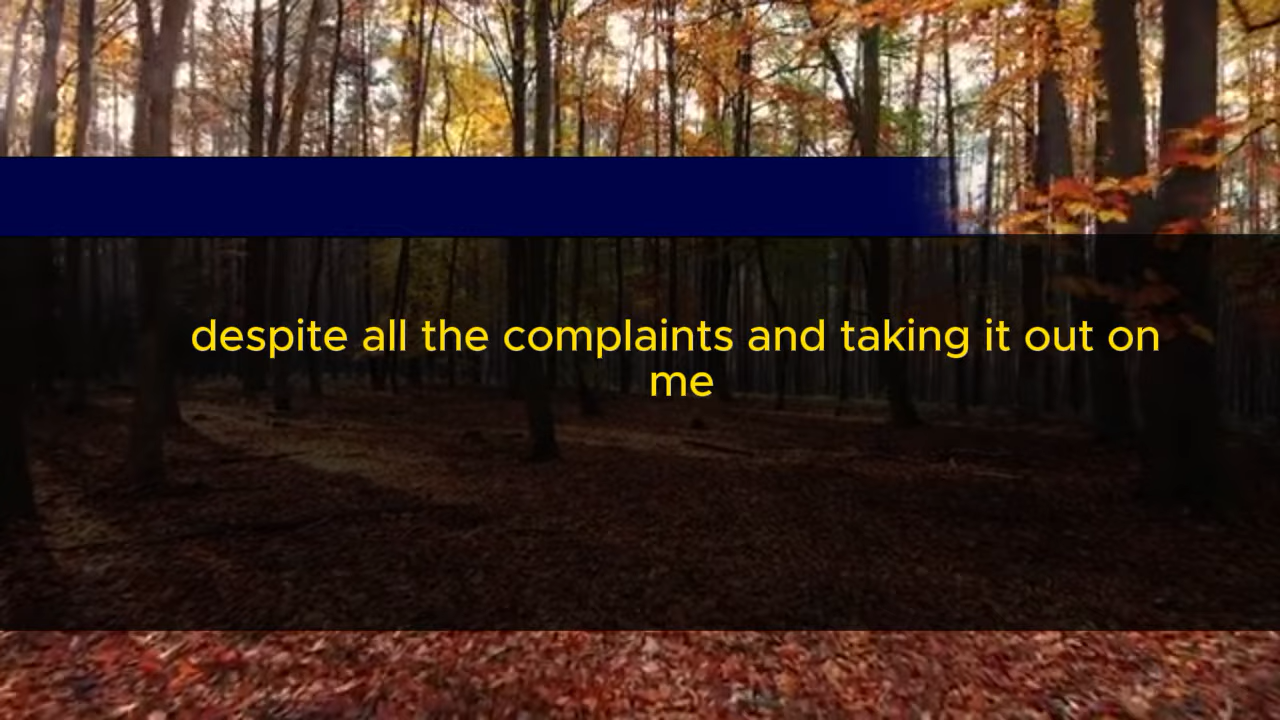 despite all the complaints and taking it out on
me